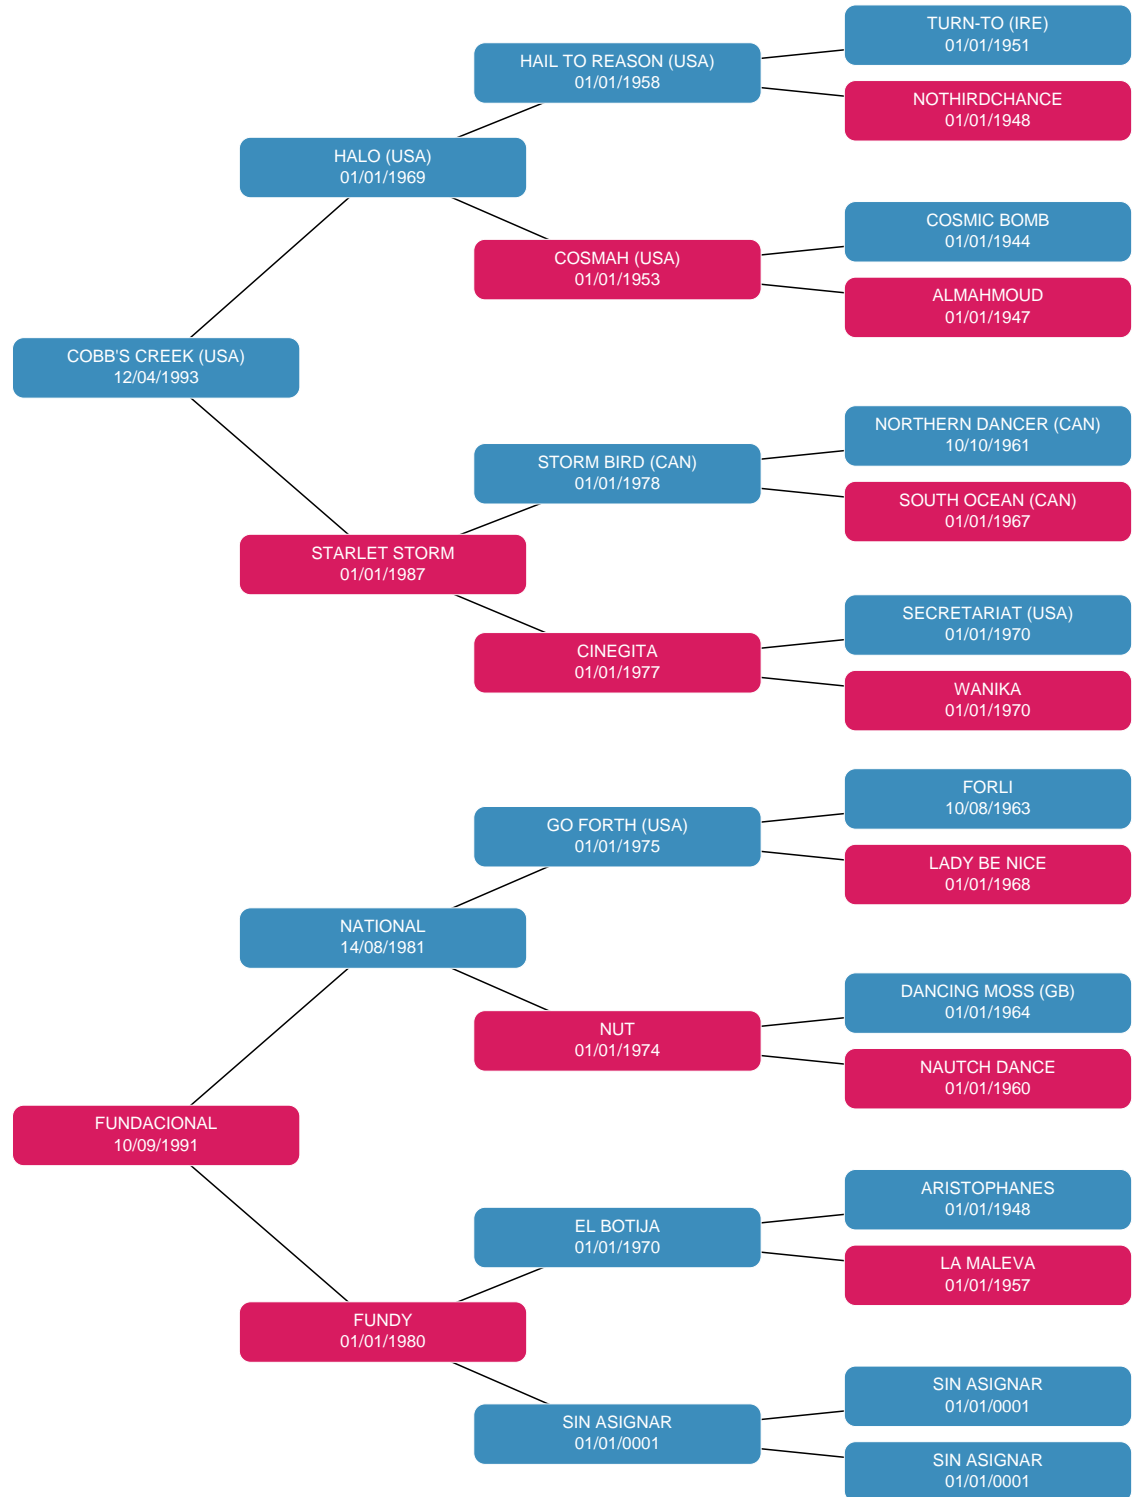 TURN-TO (IRE)
01/01/1951
HAIL TO REASON (USA)
01/01/1958
NOTHIRDCHANCE
01/01/1948
HALO (USA)
01/01/1969
COSMIC BOMB
01/01/1944
COSMAH (USA)
01/01/1953
ALMAHMOUD
01/01/1947
COBB'S CREEK (USA)
12/04/1993
NORTHERN DANCER (CAN)
10/10/1961
STORM BIRD (CAN)
01/01/1978
SOUTH OCEAN (CAN)
01/01/1967
STARLET STORM
01/01/1987
SECRETARIAT (USA)
01/01/1970
CINEGITA
01/01/1977
WANIKA
01/01/1970
FORLI
10/08/1963
GO FORTH (USA)
01/01/1975
LADY BE NICE
01/01/1968
NATIONAL
14/08/1981
DANCING MOSS (GB)
01/01/1964
NUT
01/01/1974
NAUTCH DANCE
01/01/1960
FUNDACIONAL
10/09/1991
ARISTOPHANES
01/01/1948
EL BOTIJA
01/01/1970
LA MALEVA
01/01/1957
FUNDY
01/01/1980
SIN ASIGNAR
01/01/0001
SIN ASIGNAR
01/01/0001
SIN ASIGNAR
01/01/0001